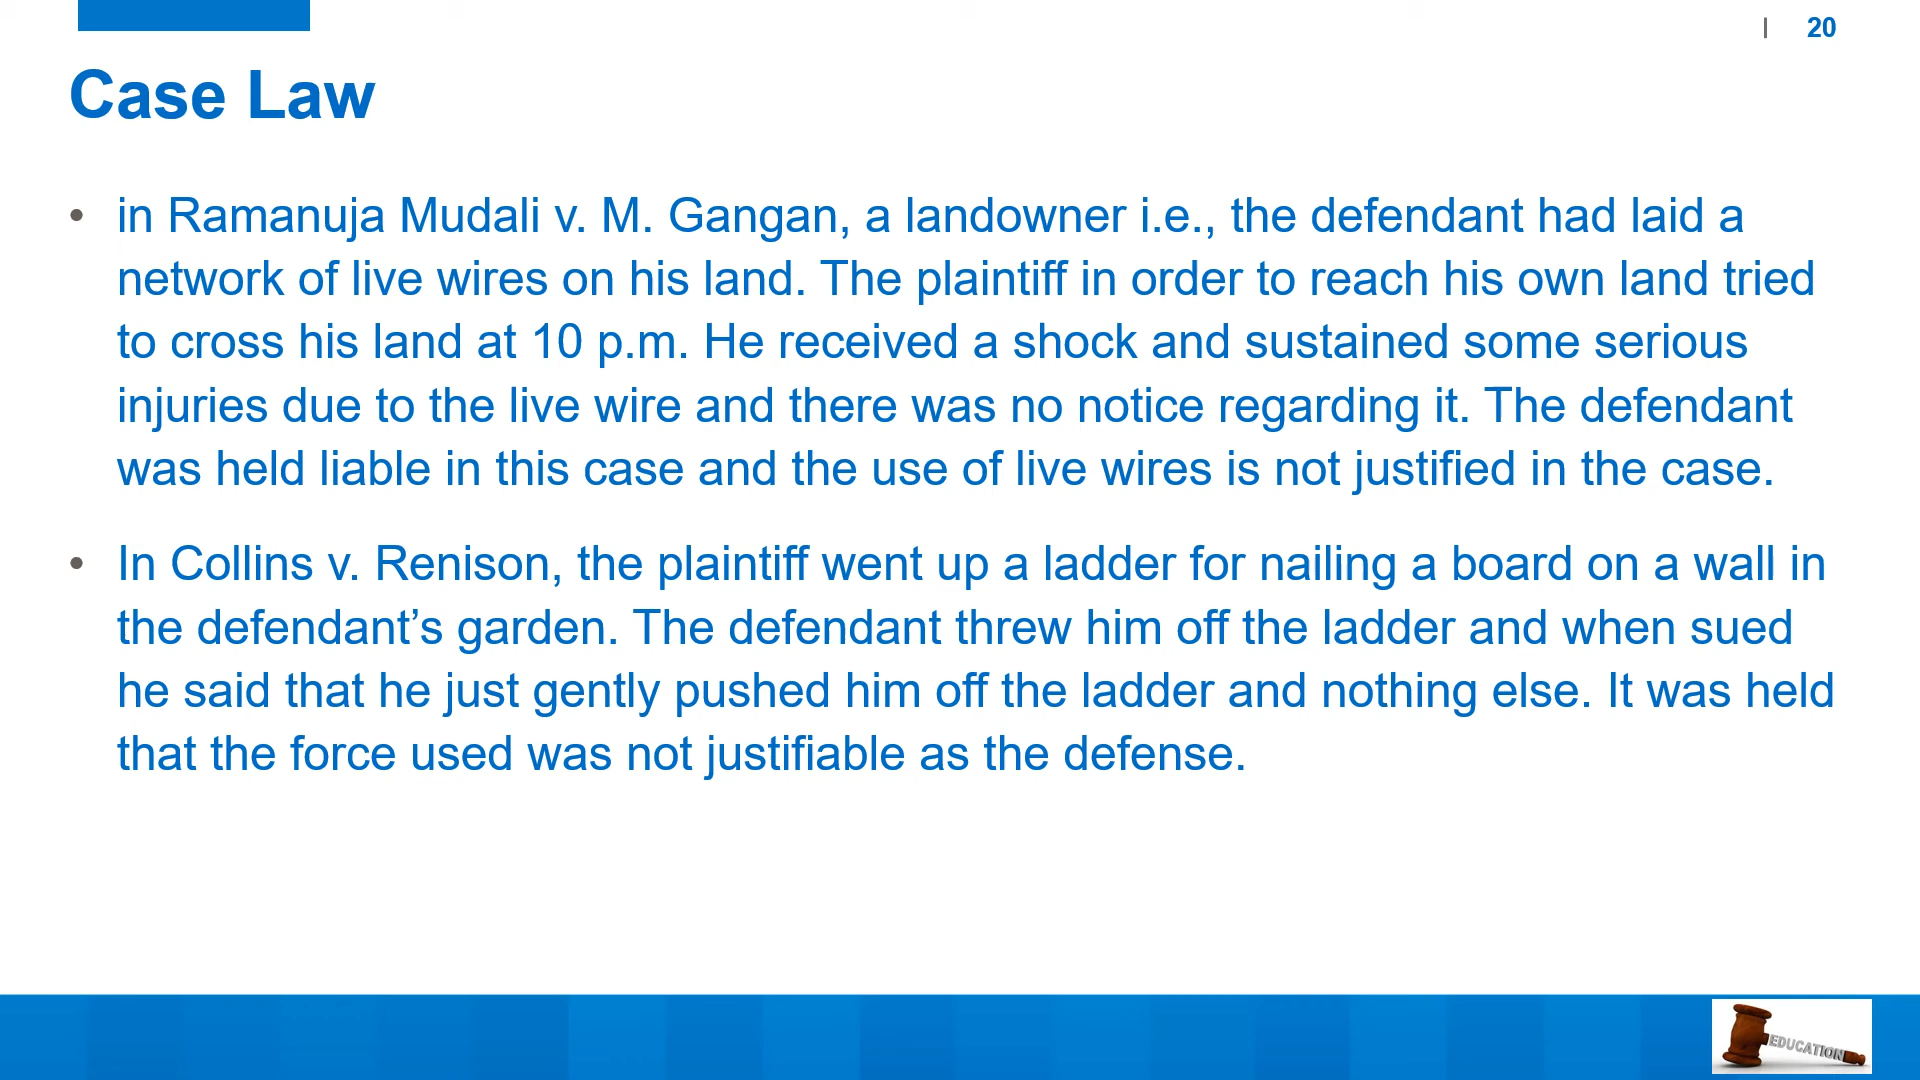 | 20
Case Law
• in Ramanuja Mudali v. M. Gangan, a landowner i.e., the defendant had laid a
network of live wires on his land. The plaintiff in order to reach his own land tried
to cross his land at 10 p.m. He received a shock and sustained some serious
injuries due to the live wire and there was no notice regarding it. The defendant
was held liable in this case and the use of live wires is not justified in the case.
• In Collins v. Renison, the plaintiff went up a ladder for nailing a board on a wall in
the defendant’s garden. The defendant threw him off the ladder and when sued
he said that he just gently pushed him off the ladder and nothing else. It was held
that the force used was not justifiable as the defense.
EDUCATION